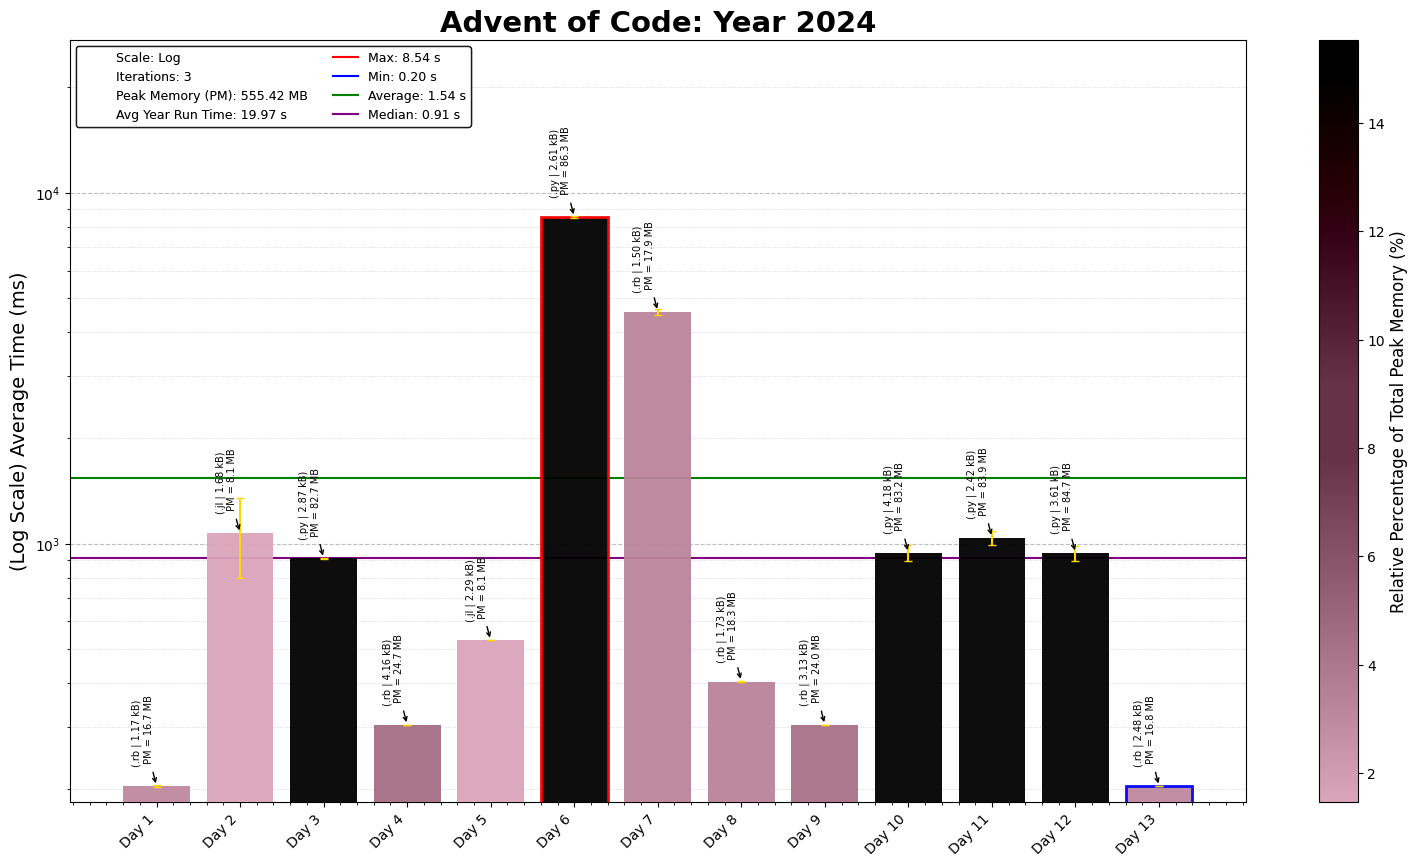 Advent of Code: Year 2024
Scale: Log
Iterations: 3
Peak Memory (PM): 555.42 MB
Avg Year Run Time: 19.97 s
Max: 8.54 s
Min: 0.20 s
Average: 1.54 s
Median: 0.91 s
(Log Scale) Average Time (ms)
10⁴
10³
(.rb | 1.17 kB)
PM = 16.7 MB
(.jl | 1.68 kB)
PM = 8.1 MB
(.py | 2.87 kB)
PM = 82.7 MB
(.rb | 4.16 kB)
PM = 24.7 MB
(.jl | 2.29 kB)
PM = 8.1 MB
(.py | 2.61 kB)
PM = 86.3 MB
(.rb | 1.50 kB)
PM = 17.9 MB
(.rb | 1.73 kB)
PM = 18.3 MB
(.rb | 3.13 kB)
PM = 24.0 MB
(.py | 4.18 kB)
PM = 83.2 MB
(.py | 2.42 kB)
PM = 83.9 MB
(.py | 3.61 kB)
PM = 84.7 MB
(.rb | 2.48 kB)
PM = 16.8 MB
Day 1
Day 2
Day 3
Day 4
Day 5
Day 6
Day 7
Day 8
Day 9
Day 10
Day 11
Day 12
Day 13
14
12
10
8
6
4
2
Relative Percentage of Total Peak Memory (%)